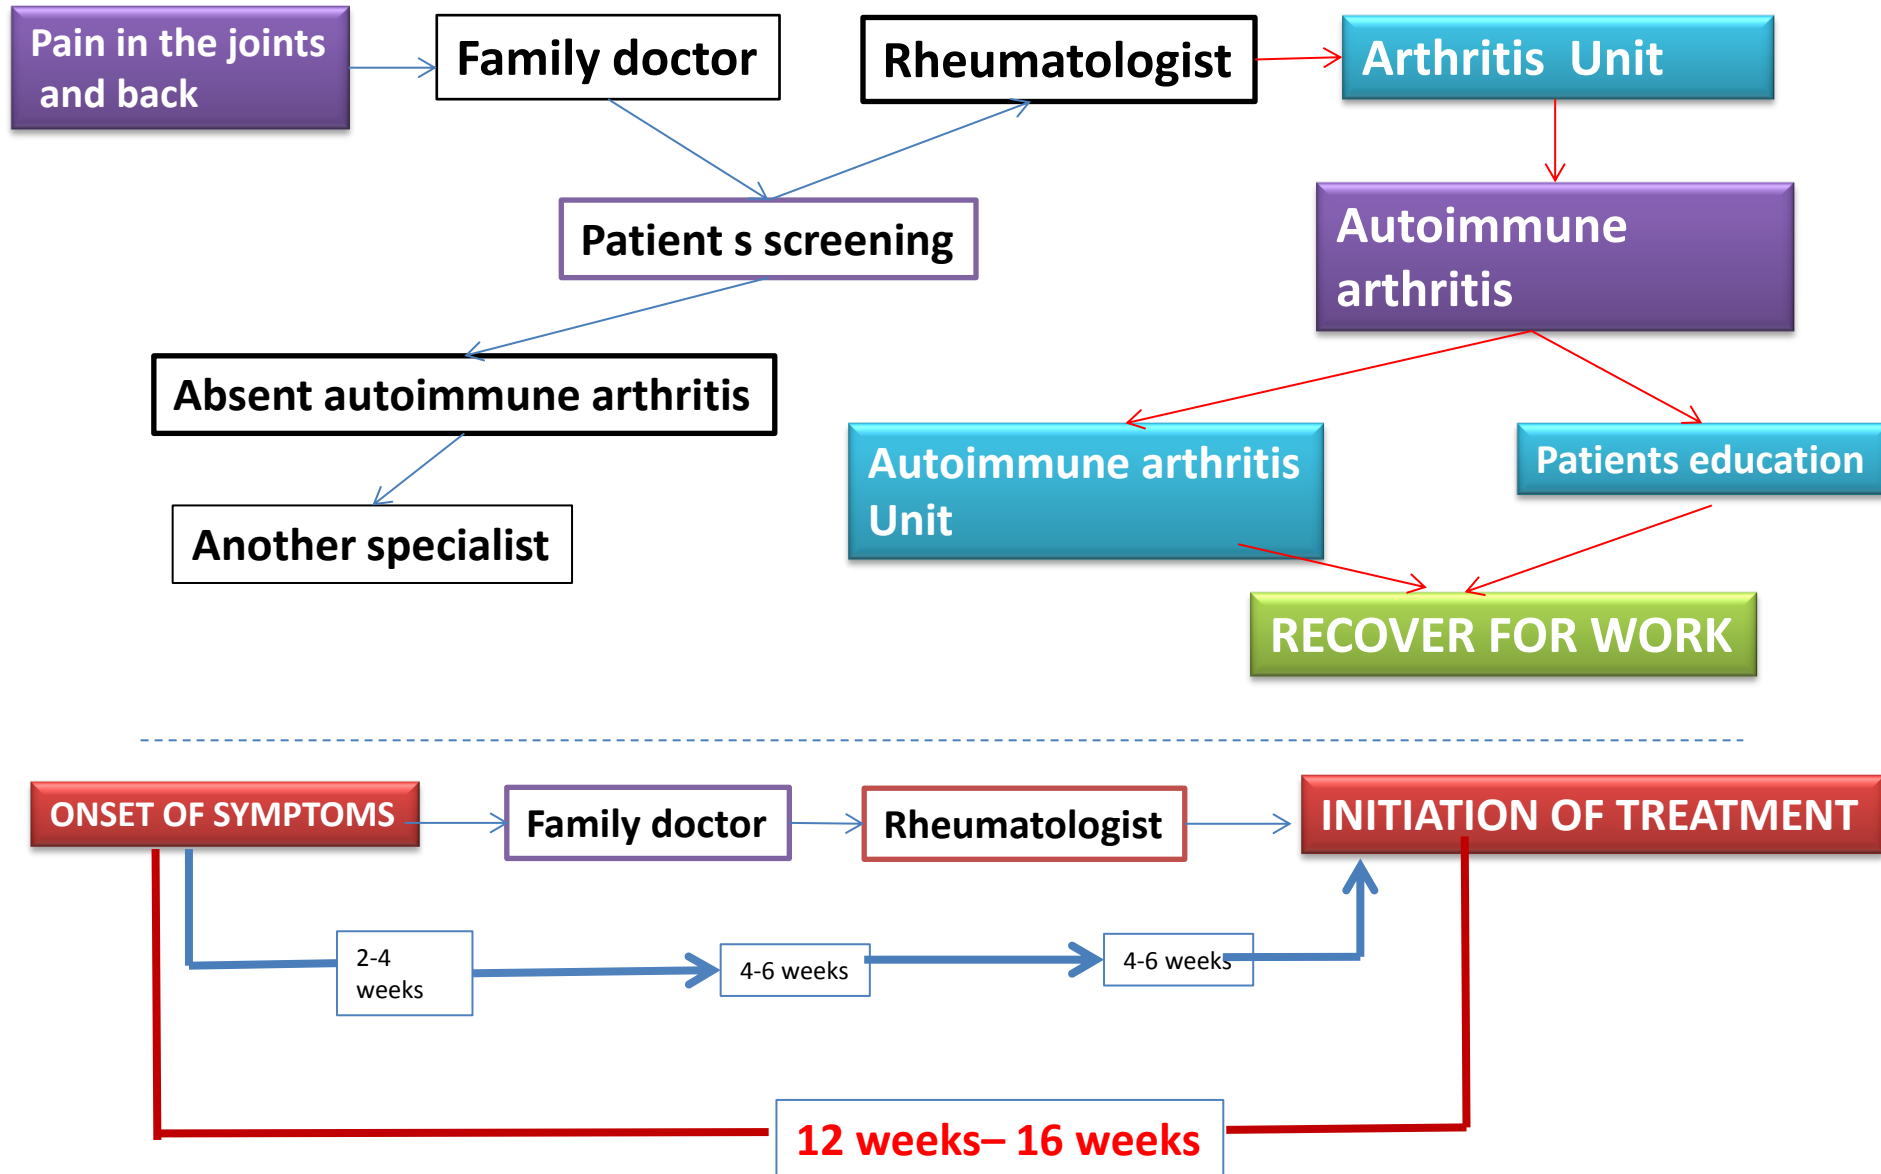 Pain in the joints
and back
Family doctor
Rheumatologist
Arthritis Unit
Patient s screening
Autoimmune
arthritis
Absent autoimmune arthritis
Autoimmune arthritis
Unit
Patients education
Another specialist
RECOVER FOR WORK
ONSET OF SYMPTOMS
Family doctor
Rheumatologist
INITIATION OF TREATMENT
2-4
weeks
4-6 weeks
4-6 weeks
12 weeks– 16 weeks